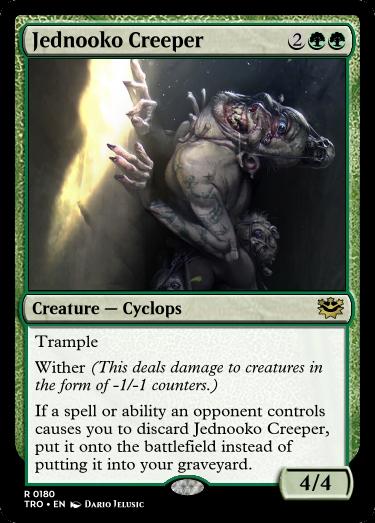 Jednooko Creeper 2
Creature — Cyclops
Trample
Wither (This deals damage to creatures in
the form of -1/-1 counters.)
If a spell or ability an opponent controls
causes you to discard Jednooko Creeper,
put it onto the battlefield instead of
putting it into your graveyard.
4/4
R 0180
TRO • EN Dario Jelusic